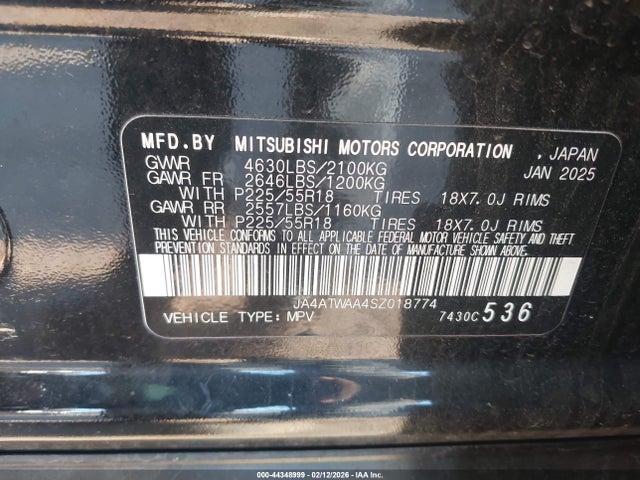 MFD.BY MITSUBISHI MOTORS CORPORATION , JAPAN
GVWR 4630LBS/2100KG JAN 2025
GAWR FR 2646LBS/1200KG
WITH P225/55R18 TIRES 18X7.0J RIMS
GAWR RR 2557LBS/1160KG
WITH P225/55R18 TIRES 18X7.0J RIMS
THIS VEHICLE CONFORMS TO ALL APPLICABLE FEDERAL MOTOR VEHICLE SAFETY AND THEFT
PREVENTION STANDARDS IN EFFECT ON THE DATE OF MANUFACTURE SHOWN ABOVE.
JA4ATWAA4SZ018774
VEHICLE TYPE: MPV 7430C 536
000-44348999 - 02/12/2026 - IAA Inc.